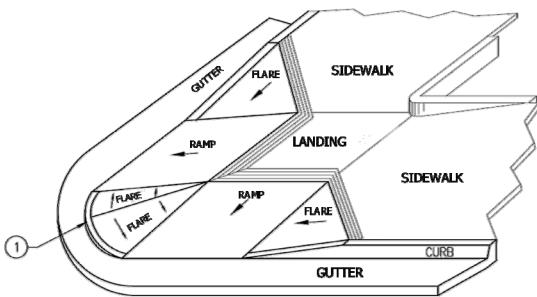 GUTTER
FLARE
SIDEWALK
RAMP
LANDING
FLARE
FLARE
RAMP
FLARE
SIDEWALK
1
CURB
GUTTER